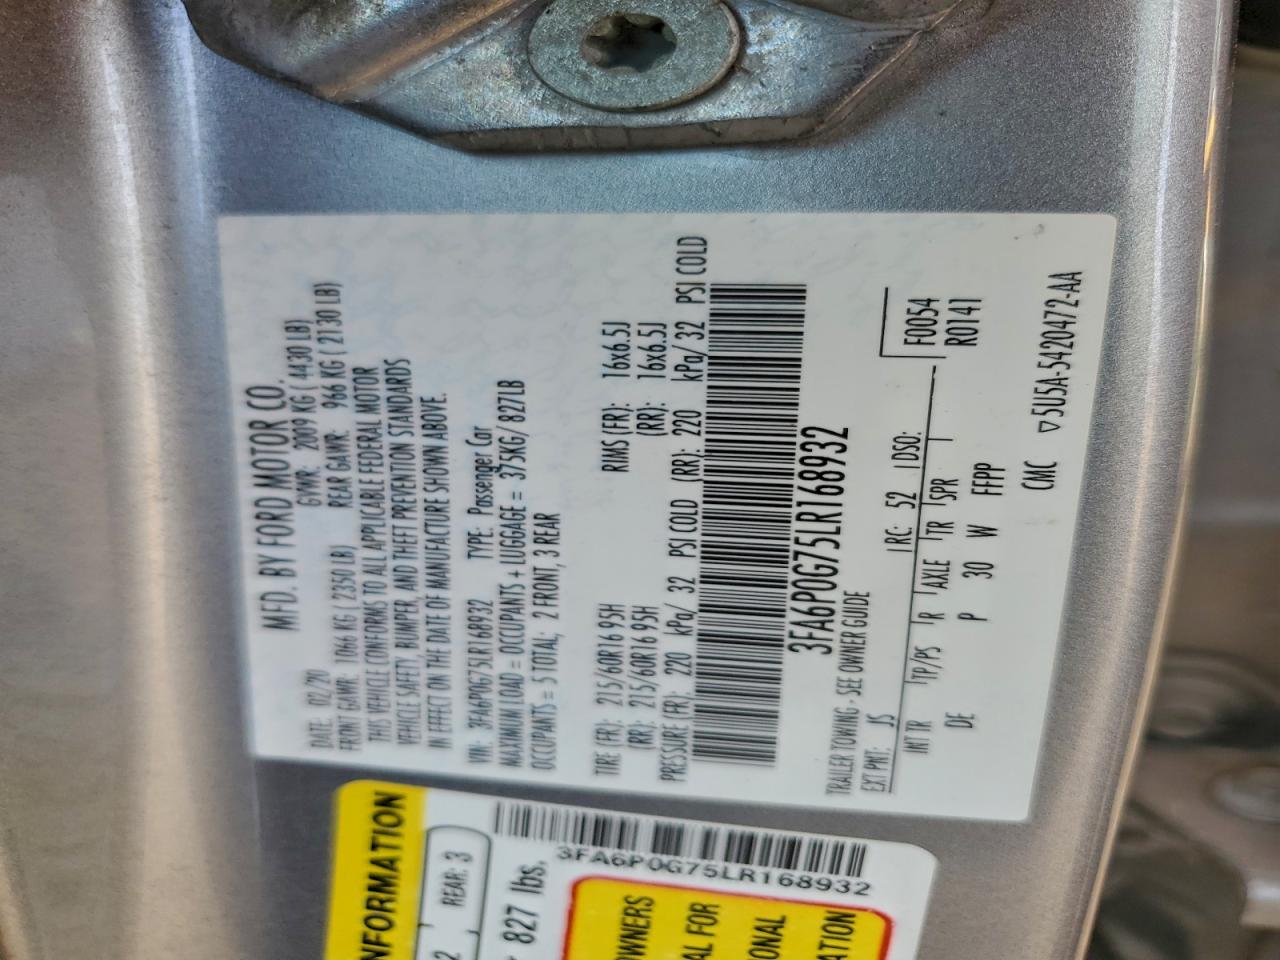 MFD. BY FORD MOTOR CO.
DATE: 02/20 GVWR: 2009 KG ( 4430 LB)
FRONT GAWR: 1066 KG ( 2350 LB) REAR GAWR: 966 KG ( 2130 LB)
THIS VEHICLE CONFORMS TO ALL APPLICABLE FEDERAL MOTOR
VEHICLE SAFETY, BUMPER, AND THEFT PREVENTION STANDARDS
IN EFFECT ON THE DATE OF MANUFACTURE SHOWN ABOVE.
VIN: 3FA6P0G75LR168932 TYPE: Passenger Car
MAXIMUM LOAD = OCCUPANTS + LUGGAGE = 375KG/ 827LB
OCCUPANTS = 5 TOTAL; 2 FRONT, 3 REAR
TIRE (FR): 215/60R16 95H RIMS (FR): 16x6.5J
(RR): 215/60R16 95H (RR): 16x6.5J
PRESSURE (FR): 220 kPa/ 32 PSI COLD (RR): 220 kPa/ 32 PSI COLD
3FA6P0G75LR168932
TRAILER TOWING - SEE OWNER GUIDE
EXT PNT: JS RC: 52 DSO: F0054
INT TR TP/PS R AXLE TR SPR R0141
DE P 30 W FFPP
CMC ▽5U5A-5420472-AA
NFORMATION
2 REAR: 3
827 lbs.
3FA6P0G75LR168932
OWNERS
AL FOR
IONAL
ATION